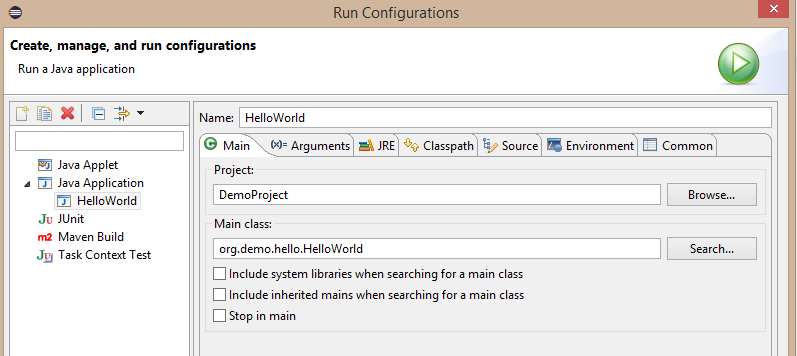 Run Configurations
Create, manage, and run configurations
Run a Java application
Name: HelloWorld
Main (x)= Arguments JRE Classpath Source Environment Common
Java Applet
Java Application
HelloWorld
JUnit
m2 Maven Build
Task Context Test
Project:
DemoProject Browse...
Main class:
org.demo.hello.HelloWorld Search...
Include system libraries when searching for a main class
Include inherited mains when searching for a main class
Stop in main